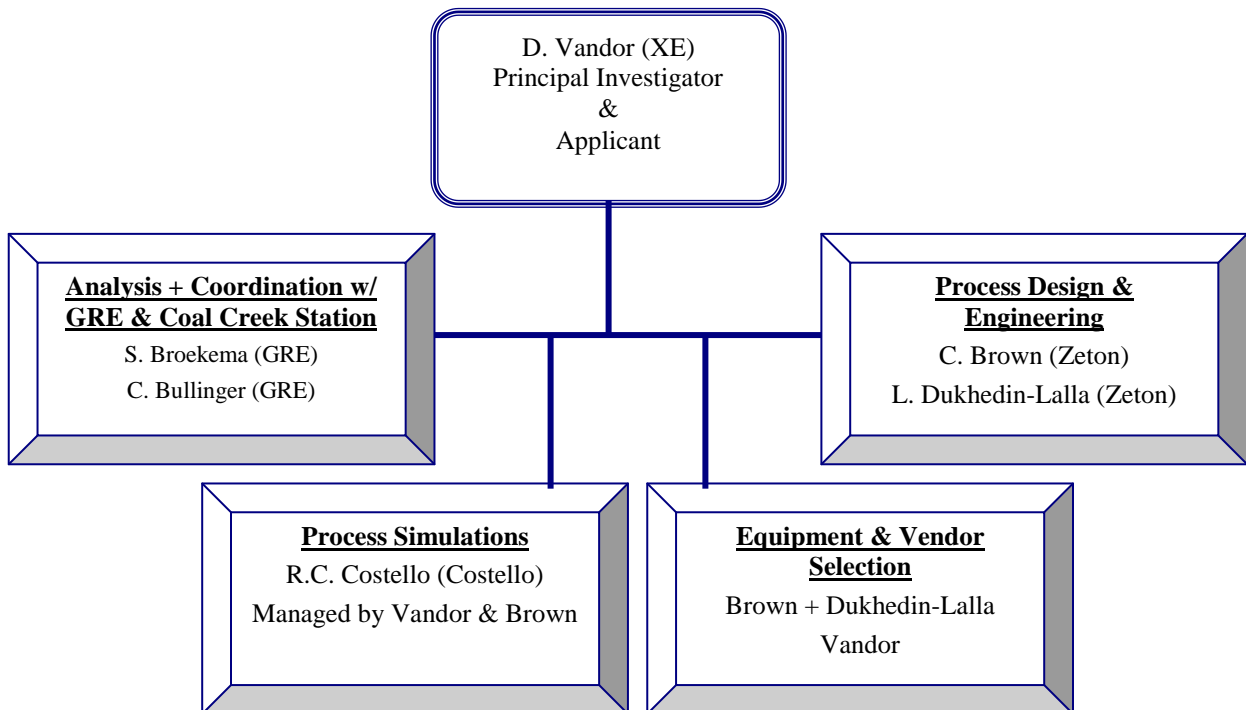 D. Vandor (XE)
Principal Investigator
&
Applicant
Analysis + Coordination w/
GRE & Coal Creek Station
S. Broekema (GRE)
C. Bullinger (GRE)
Process Design &
Engineering
C. Brown (Zeton)
L. Dukhedin-Lalla (Zeton)
Process Simulations
R.C. Costello (Costello)
Managed by Vandor & Brown
Equipment & Vendor
Selection
Brown + Dukhedin-Lalla
Vandor